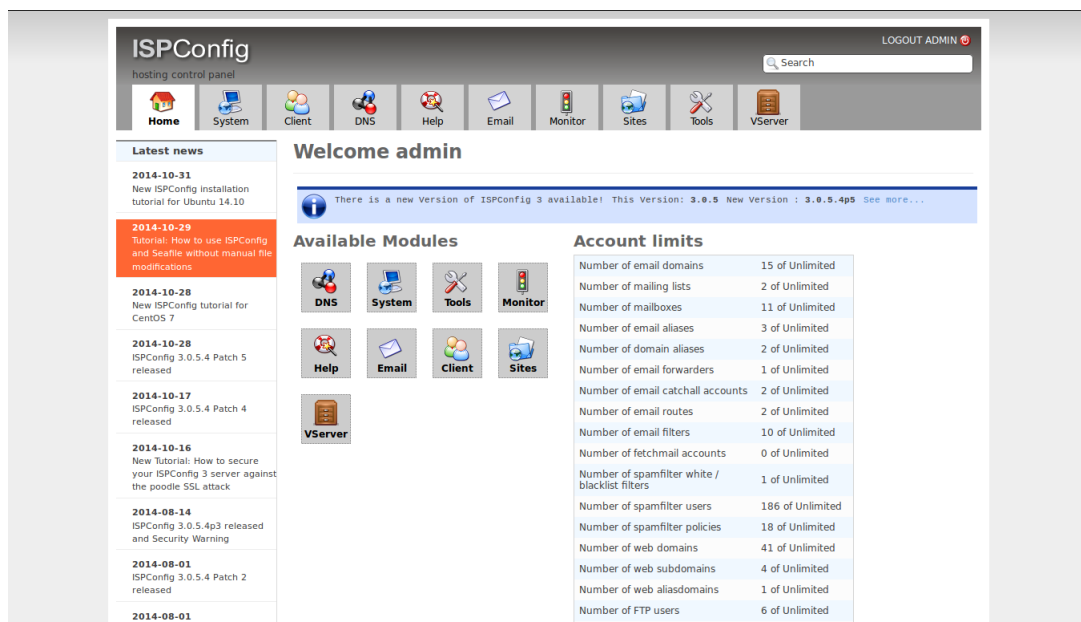 ISPConfig
hosting control panel
LOGOUT ADMIN
Search
Home
System
Client
DNS
Help
Email
Monitor
Sites
Tools
VServer
Latest news
2014-10-31
New ISPConfig installation
tutorial for Ubuntu 14.10
2014-10-29
Tutorial: How to use ISPConfig
and Seafile without manual file
modifications
2014-10-28
New ISPConfig tutorial for
CentOS 7
2014-10-28
ISPConfig 3.0.5.4 Patch 5
released
2014-10-17
ISPConfig 3.0.5.4 Patch 4
released
2014-10-16
New Tutorial: How to secure
your ISPConfig 3 server against
the poodle SSL attack
2014-08-14
ISPConfig 3.0.5.4p3 released
and Security Warning
2014-08-01
ISPConfig 3.0.5.4 Patch 2
released
2014-08-01
Welcome admin
There is a new Version of ISPConfig 3 available! This Version: 3.0.5 New Version : 3.0.5.4p5 See more...
Available Modules
DNS
System
Tools
Monitor
Help
Email
Client
Sites
VServer
Account limits
Number of email domains 15 of Unlimited
Number of mailing lists 2 of Unlimited
Number of mailboxes 11 of Unlimited
Number of email aliases 3 of Unlimited
Number of domain aliases 2 of Unlimited
Number of email forwarders 1 of Unlimited
Number of email catchall accounts 2 of Unlimited
Number of email routes 2 of Unlimited
Number of email filters 10 of Unlimited
Number of fetchmail accounts 0 of Unlimited
Number of spamfilter white /
blacklist filters 1 of Unlimited
Number of spamfilter users 186 of Unlimited
Number of spamfilter policies 18 of Unlimited
Number of web domains 41 of Unlimited
Number of web subdomains 4 of Unlimited
Number of web aliasdomains 1 of Unlimited
Number of FTP users 6 of Unlimited